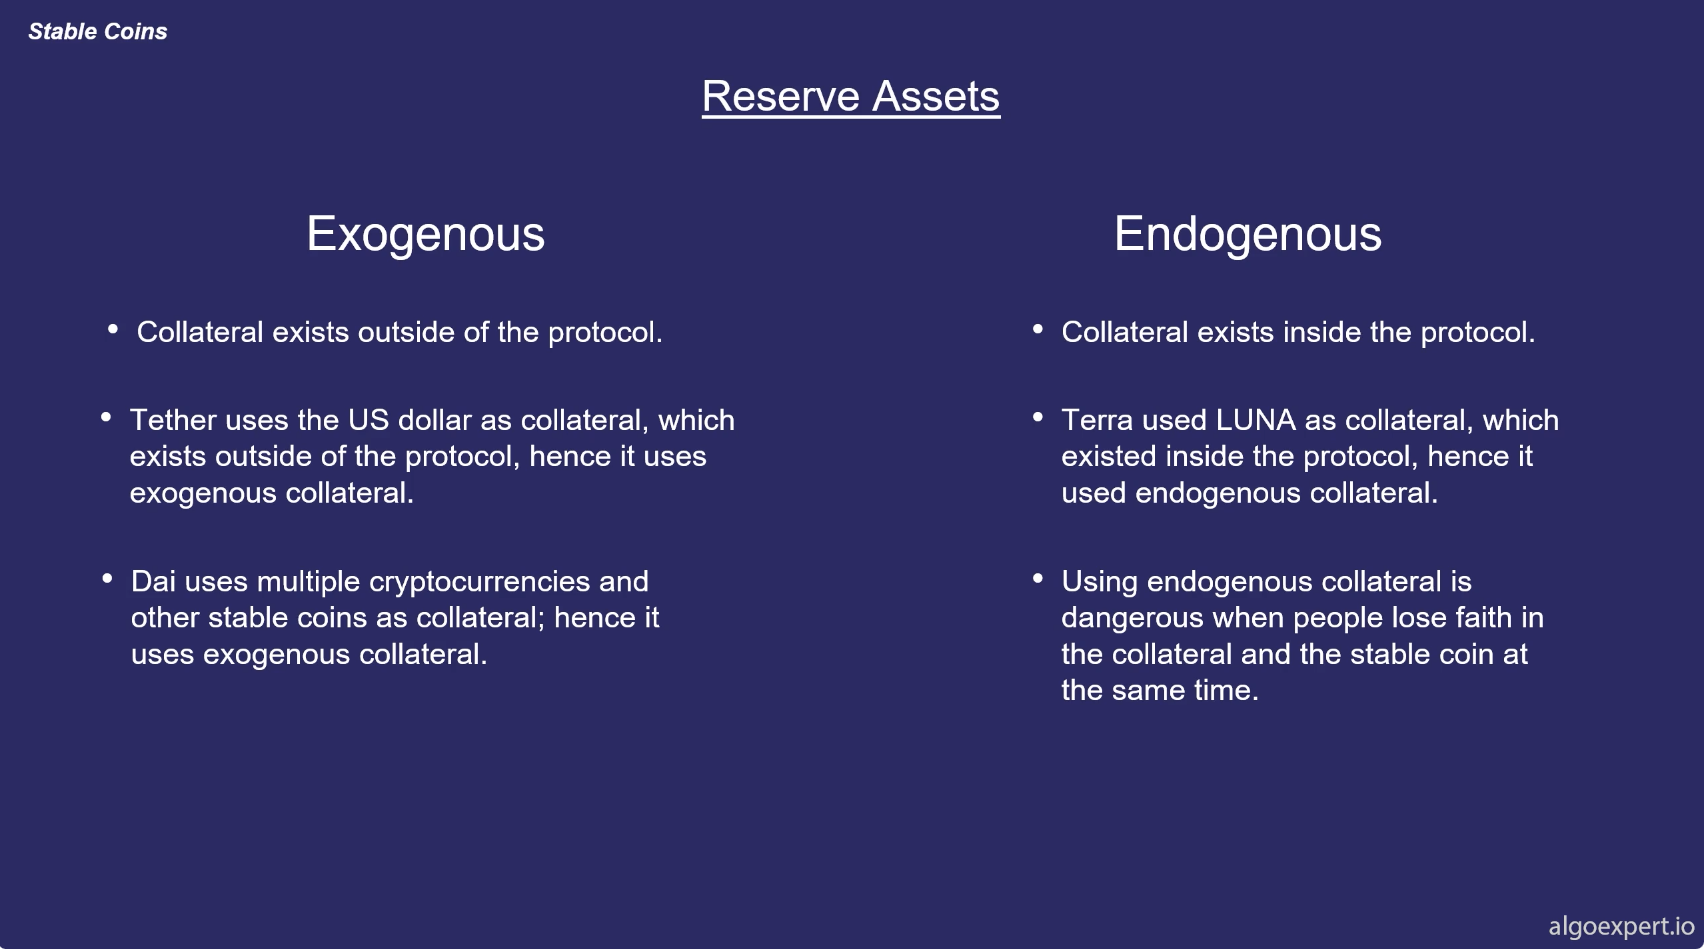 Stable Coins
Reserve Assets
Exogenous
• Collateral exists outside of the protocol.
• Tether uses the US dollar as collateral, which
exists outside of the protocol, hence it uses
exogenous collateral.
• Dai uses multiple cryptocurrencies and
other stable coins as collateral; hence it
uses exogenous collateral.
Endogenous
• Collateral exists inside the protocol.
• Terra used LUNA as collateral, which
existed inside the protocol, hence it
used endogenous collateral.
• Using endogenous collateral is
dangerous when people lose faith in
the collateral and the stable coin at
the same time.
algoexpert.io